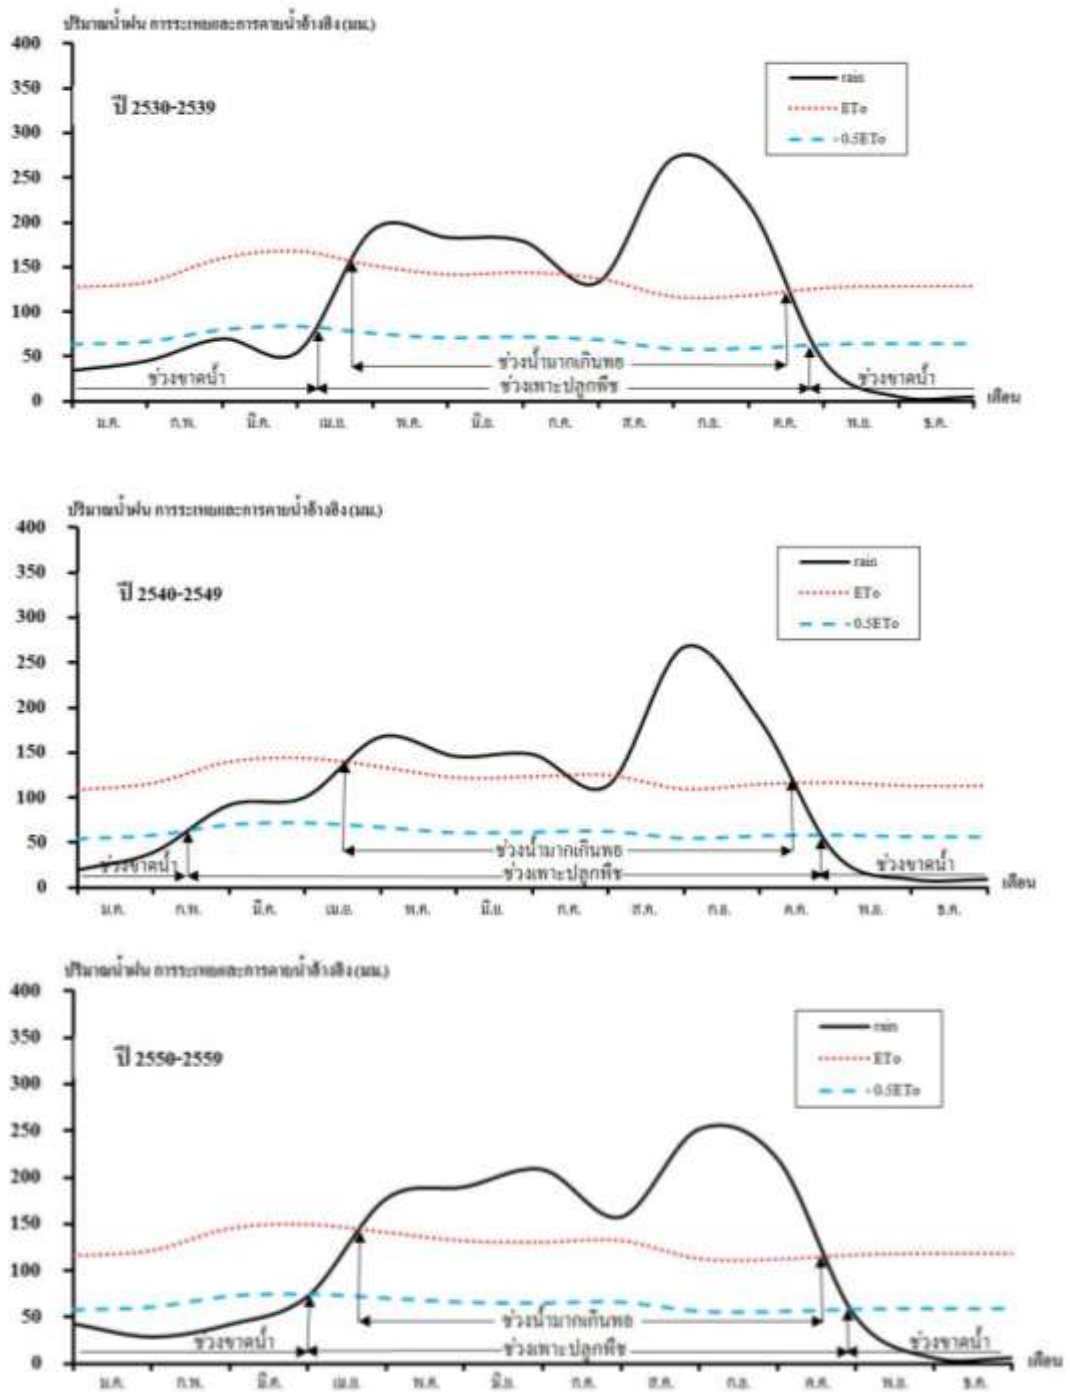 ปริมาณน้ำฝน การระเหยและการคายน้ำอ้างอิง (มม.)
400
350
300
250
200
150
100
50
0
ปี 2530-2539
rain
ETo
0.5ETo
ช่วงน้ำมากเกินพอ
ช่วงขาดน้ำ ช่วงเพาะปลูกพืช ช่วงขาดน้ำ
เดือน
ม.ค. ก.พ. มี.ค. เม.ย. พ.ค. มิ.ย. ก.ค. ส.ค. ก.ย. ต.ค. พ.ย. ธ.ค.
ปริมาณน้ำฝน การระเหยและการคายน้ำอ้างอิง (มม.)
400
350
300
250
200
150
100
50
0
ปี 2540-2549
rain
ETo
0.5ETo
ช่วงน้ำมากเกินพอ
ช่วงขาดน้ำ ช่วงเพาะปลูกพืช ช่วงขาดน้ำ
เดือน
ม.ค. ก.พ. มี.ค. เม.ย. พ.ค. มิ.ย. ก.ค. ส.ค. ก.ย. ต.ค. พ.ย. ธ.ค.
ปริมาณน้ำฝน การระเหยและการคายน้ำอ้างอิง (มม.)
400
350
300
250
200
150
100
50
0
ปี 2550-2559
rain
ETo
0.5ETo
ช่วงน้ำมากเกินพอ
ช่วงขาดน้ำ ช่วงเพาะปลูกพืช ช่วงขาดน้ำ
เดือน
ม.ค. ก.พ. มี.ค. เม.ย. พ.ค. มิ.ย. ก.ค. ส.ค. ก.ย. ต.ค. พ.ย. ธ.ค.